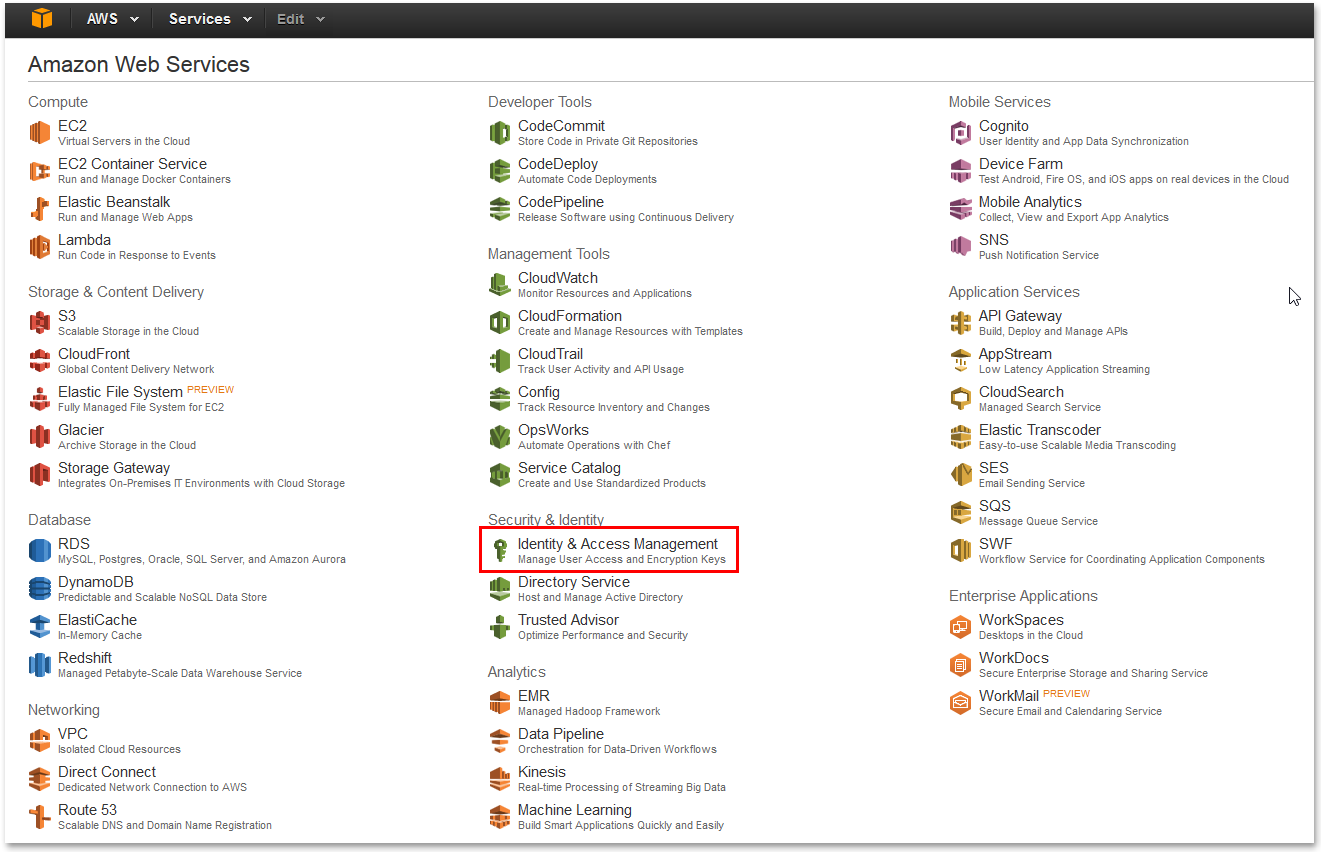 AWS Services Edit
Amazon Web Services
Compute
EC2
Virtual Servers in the Cloud
EC2 Container Service
Run and Manage Docker Containers
Elastic Beanstalk
Run and Manage Web Apps
Lambda
Run Code in Response to Events
Storage & Content Delivery
S3
Scalable Storage in the Cloud
CloudFront
Global Content Delivery Network
Elastic File System PREVIEW
Fully Managed File System for EC2
Glacier
Archive Storage in the Cloud
Storage Gateway
Integrates On-Premises IT Environments with Cloud Storage
Database
RDS
MySQL, Postgres, Oracle, SQL Server, and Amazon Aurora
DynamoDB
Predictable and Scalable NoSQL Data Store
ElastiCache
In-Memory Cache
Redshift
Managed Petabyte-Scale Data Warehouse Service
Networking
VPC
Isolated Cloud Resources
Direct Connect
Dedicated Network Connection to AWS
Route 53
Scalable DNS and Domain Name Registration
Developer Tools
CodeCommit
Store Code in Private Git Repositories
CodeDeploy
Automate Code Deployments
CodePipeline
Release Software using Continuous Delivery
Management Tools
CloudWatch
Monitor Resources and Applications
CloudFormation
Create and Manage Resources with Templates
CloudTrail
Track User Activity and API Usage
Config
Track Resource Inventory and Changes
OpsWorks
Automate Operations with Chef
Service Catalog
Create and Use Standardized Products
Security & Identity
Identity & Access Management
Manage User Access and Encryption Keys
Directory Service
Host and Manage Active Directory
Trusted Advisor
Optimize Performance and Security
Analytics
EMR
Managed Hadoop Framework
Data Pipeline
Orchestration for Data-Driven Workflows
Kinesis
Real-time Processing of Streaming Big Data
Machine Learning
Build Smart Applications Quickly and Easily
Mobile Services
Cognito
User Identity and App Data Synchronization
Device Farm
Test Android, Fire OS, and iOS apps on real devices in the Cloud
Mobile Analytics
Collect, View and Export App Analytics
SNS
Push Notification Service
Application Services
API Gateway
Build, Deploy and Manage APIs
AppStream
Low Latency Application Streaming
CloudSearch
Managed Search Service
Elastic Transcoder
Easy-to-use Scalable Media Transcoding
SES
Email Sending Service
SQS
Message Queue Service
SWF
Workflow Service for Coordinating Application Components
Enterprise Applications
WorkSpaces
Desktops in the Cloud
WorkDocs
Secure Enterprise Storage and Sharing Service
WorkMail PREVIEW
Secure Email and Calendaring Service